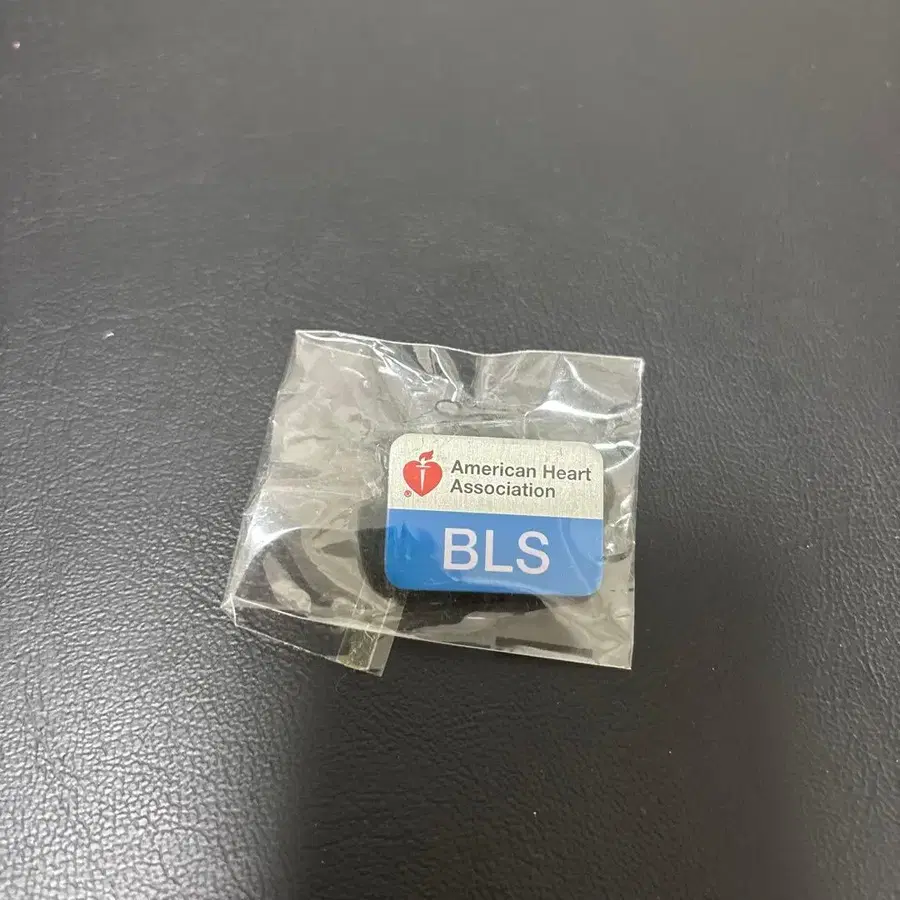 American Heart
Association
®
BLS